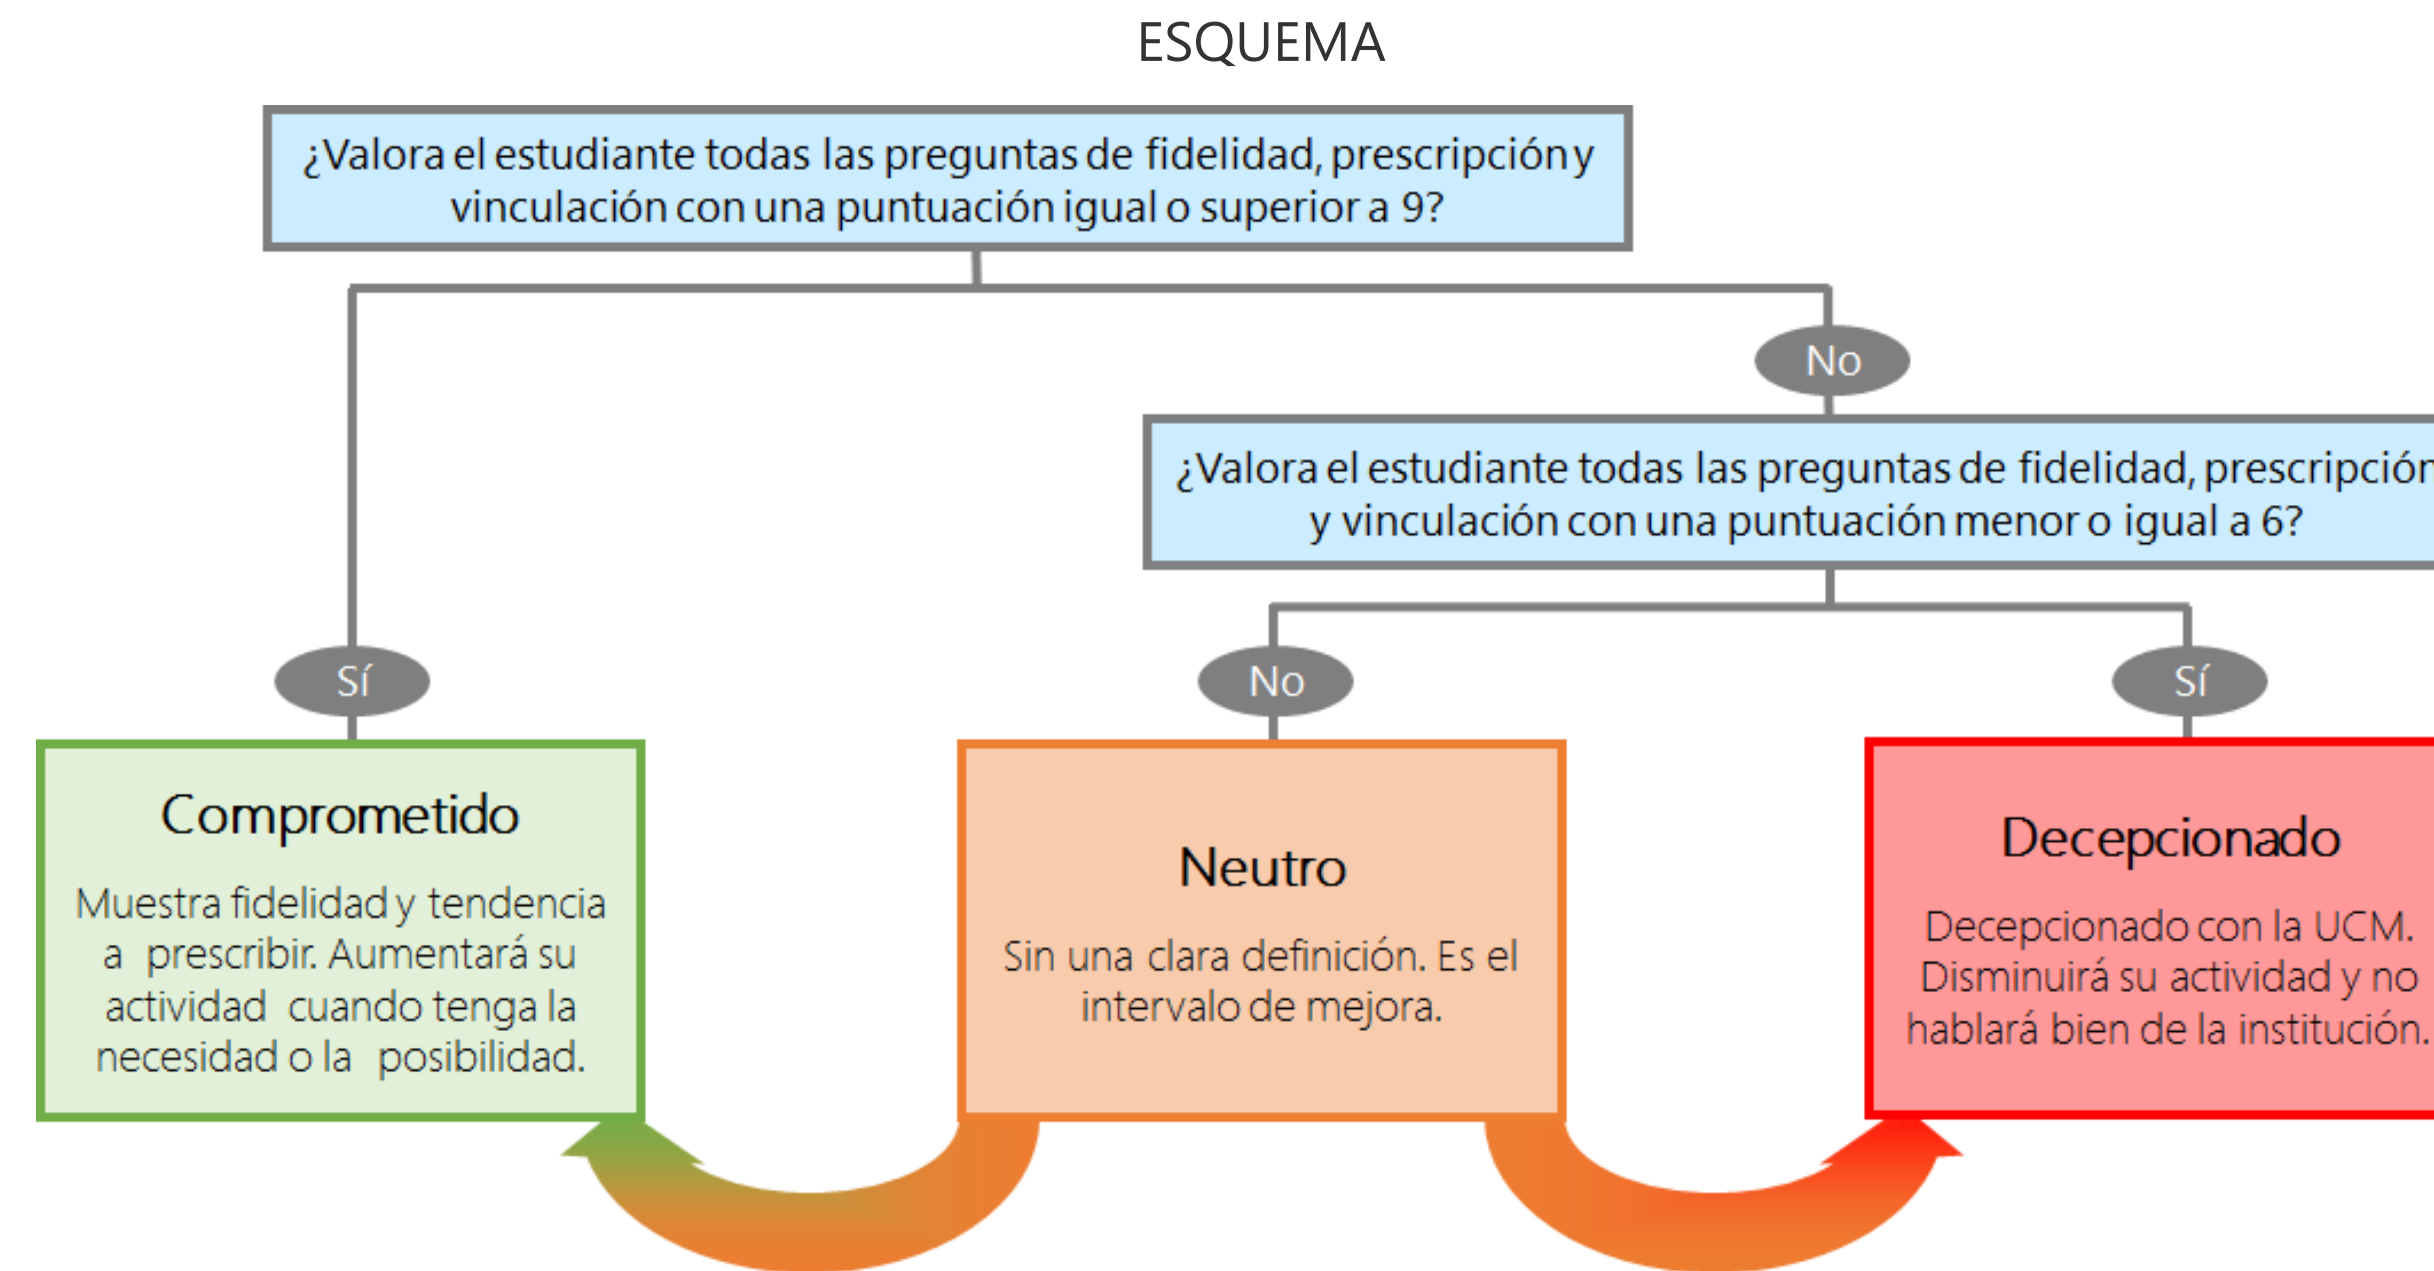 ESQUEMA
¿Valora el estudiante todas las preguntas de fidelidad, prescripción y
vinculación con una puntuación igual o superior a 9?
No
¿Valora el estudiante todas las preguntas de fidelidad, prescripción
y vinculación con una puntuación menor o igual a 6?
Sí
No
Sí
Comprometido
Muestra fidelidad y tendencia
a prescribir. Aumentará su
actividad cuando tenga la
necesidad o la posibilidad.
Neutro
Sin una clara definición. Es el
intervalo de mejora.
Decepcionado
Decepcionado con la UCM.
Disminuirá su actividad y no
hablará bien de la institución.